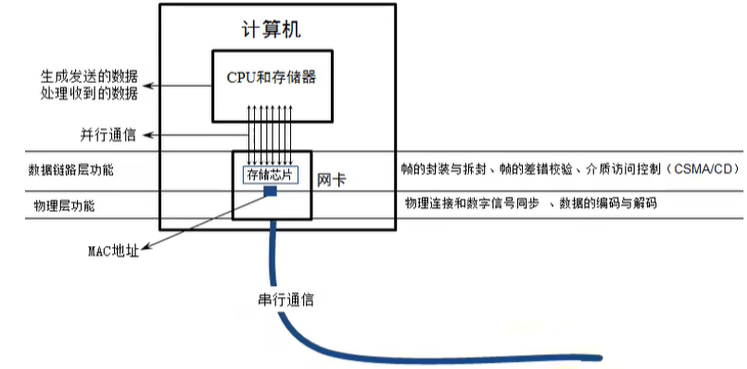 计算机
生成发送的数据
处理收到的数据
CPU和存储器
并行通信
数据链路层功能
存储芯片
网卡
帧的封装与拆封、帧的差错校验、介质访问控制（CSMA/CD）
物理层功能
物理连接和数字信号同步 、数据的编码与解码
MAC地址
串行通信